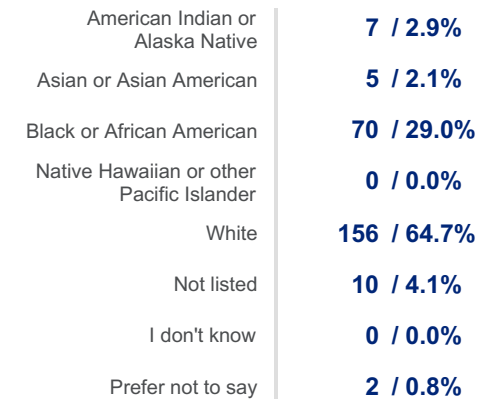 American Indian or
Alaska Native
7 / 2.9%
Asian or Asian American
5 / 2.1%
Black or African American
70 / 29.0%
Native Hawaiian or other
Pacific Islander
0 / 0.0%
White
156 / 64.7%
Not listed
10 / 4.1%
I don't know
0 / 0.0%
Prefer not to say
2 / 0.8%